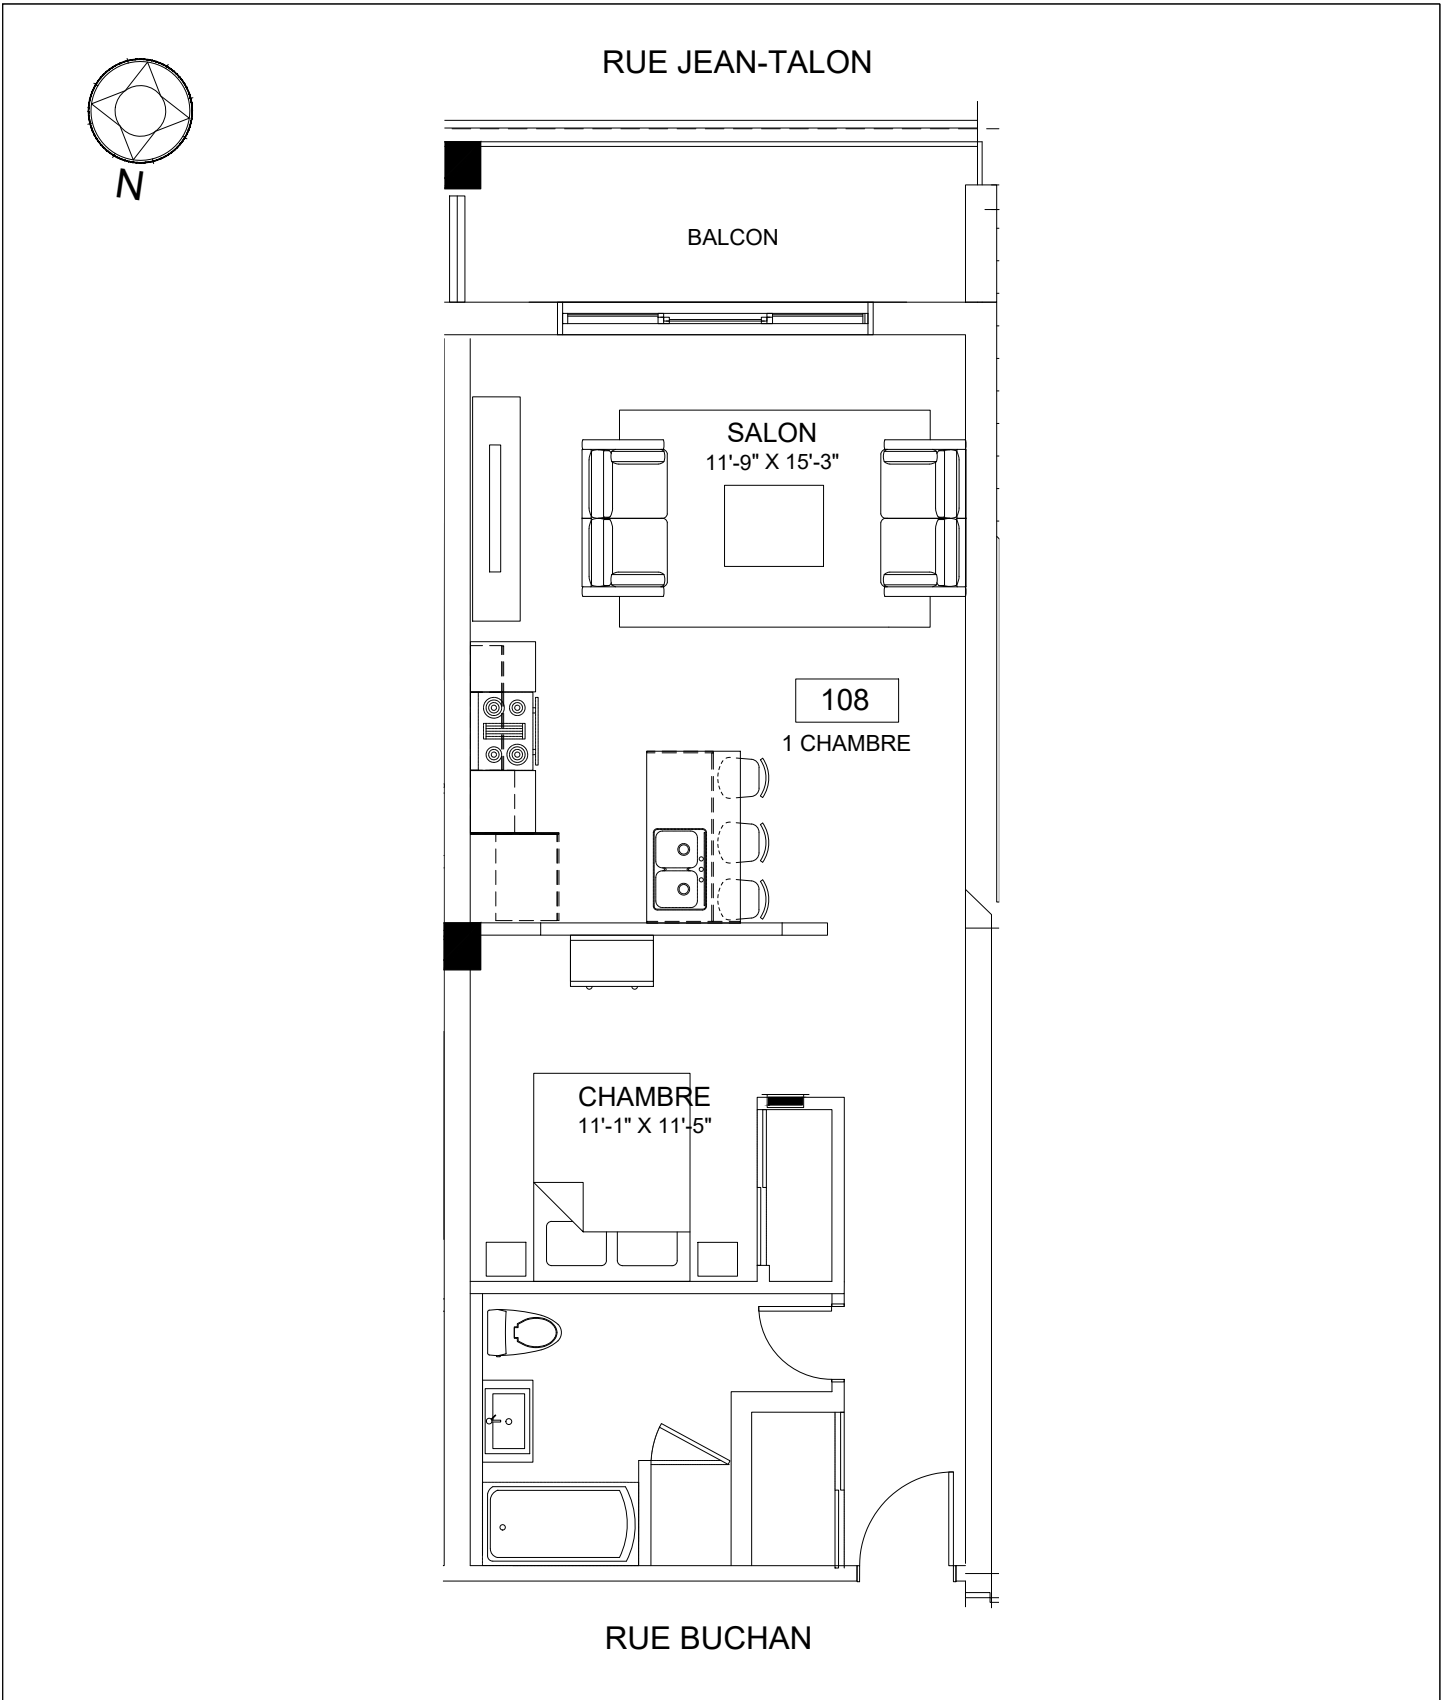 RUE JEAN-TALON
N
BALCON
SALON
11'-9" X 15'-3"
108
1 CHAMBRE
CHAMBRE
11'-1" X 11'-5"
RUE BUCHAN